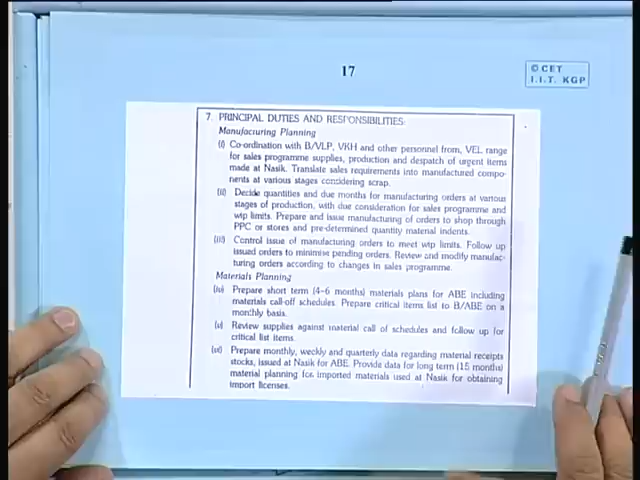 17
© CET
I.I.T. KGP
7. PRINCIPAL DUTIES AND RESPONSIBILITIES:
Manufacturing Planning
(i) Co-ordination with B/VLP, VKH and other personnel from, VEL range
for sales programme supplies, production and despatch of urgent items
made at Nasik. Translate sales requirements into manufactured compo-
nents at various stages considering scrap.
(ii) Decide quantities and due months for manufacturing orders at various
stages of production, with due consideration for sales programme and
wip limits. Prepare and issue manufacturing of orders to shop through
PPC or stores and pre-determined quantity material indents.
(iii) Control issue of manufacturing orders to meet wip limits. Follow up
issued orders to minimise pending orders. Review and modify manufac-
turing orders according to changes in sales programme.
Materials Planning
(iv) Prepare short term (4-6 months) materials plans for ABE including
materials call-off schedules. Prepare critical items list to B/ABE on a
monthly basis.
(v) Review supplies against material call of schedules and follow up for
critical list items.
(vi) Prepare monthly, weekly and quarterly data regarding material receipts
stocks, issued at Nasik for ABE. Provide data for long term (15 months)
material planning for imported materials used at Nasik for obtaining
import licenses.